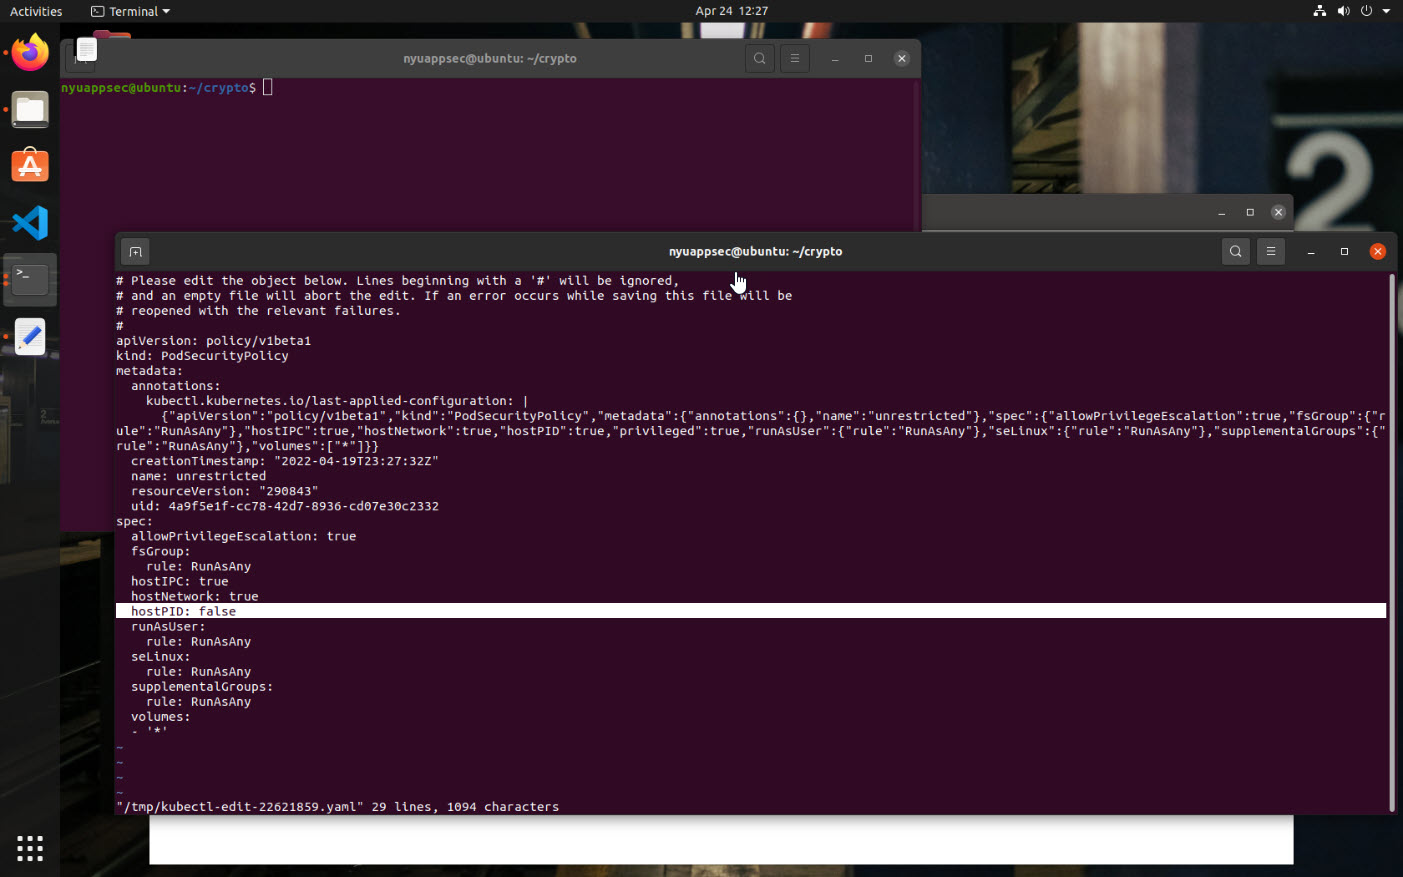 Activities
Terminal
Apr 24 12:27
nyuappsec@ubuntu: ~/crypto
nyuappsec@ubuntu:~/crypto$
2
nyuappsec@ubuntu: ~/crypto
# Please edit the object below. Lines beginning with a '#' will be ignored,
# and an empty file will abort the edit. If an error occurs while saving this file will be
# reopened with the relevant failures.
#
apiVersion: policy/v1beta1
kind: PodSecurityPolicy
metadata:
  annotations:
    kubectl.kubernetes.io/last-applied-configuration: |
      {"apiVersion":"policy/v1beta1","kind":"PodSecurityPolicy","metadata":{"annotations":{},"name":"unrestricted"},"spec":{"allowPrivilegeEscalation":true,"fsGroup":{"r
ule":"RunAsAny"},"hostIPC":true,"hostNetwork":true,"hostPID":true,"privileged":true,"runAsUser":{"rule":"RunAsAny"},"seLinux":{"rule":"RunAsAny"},"supplementalGroups":{"
rule":"RunAsAny"},"volumes":["*"]}}
  creationTimestamp: "2022-04-19T23:27:32Z"
  name: unrestricted
  resourceVersion: "290843"
  uid: 4a9f5e1f-cc78-42d7-8936-cd07e30c2332
spec:
  allowPrivilegeEscalation: true
  fsGroup:
    rule: RunAsAny
  hostIPC: true
  hostNetwork: true
  hostPID: false
  runAsUser:
    rule: RunAsAny
  seLinux:
    rule: RunAsAny
  supplementalGroups:
    rule: RunAsAny
  volumes:
  - '*'
~
~
~
~
"/tmp/kubectl-edit-22621859.yaml" 29 lines, 1094 characters